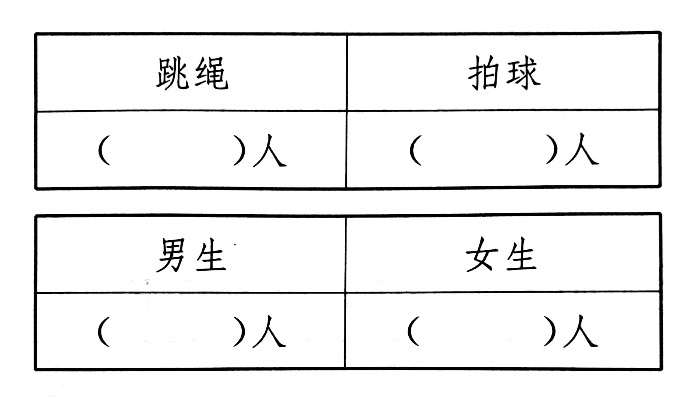 跳绳 拍球
(    )人 (    )人
男生 女生
(    )人 (    )人